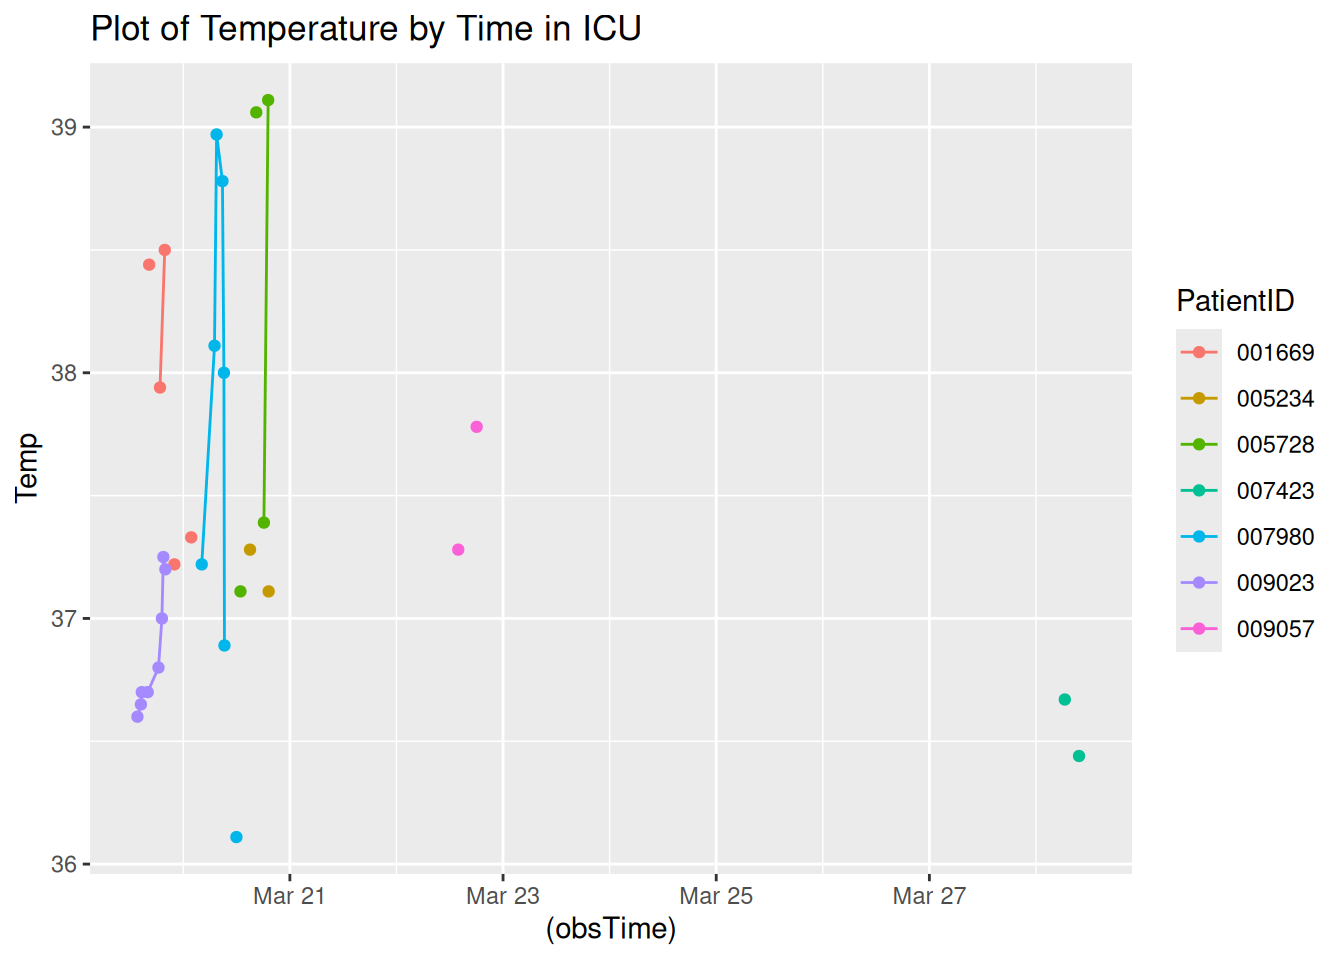 Plot of Temperature by Time in ICU
39
38
37
36
Temp
Mar 21 Mar 23 Mar 25 Mar 27
(obsTime)
PatientID
001669
005234
005728
007423
007980
009023
009057